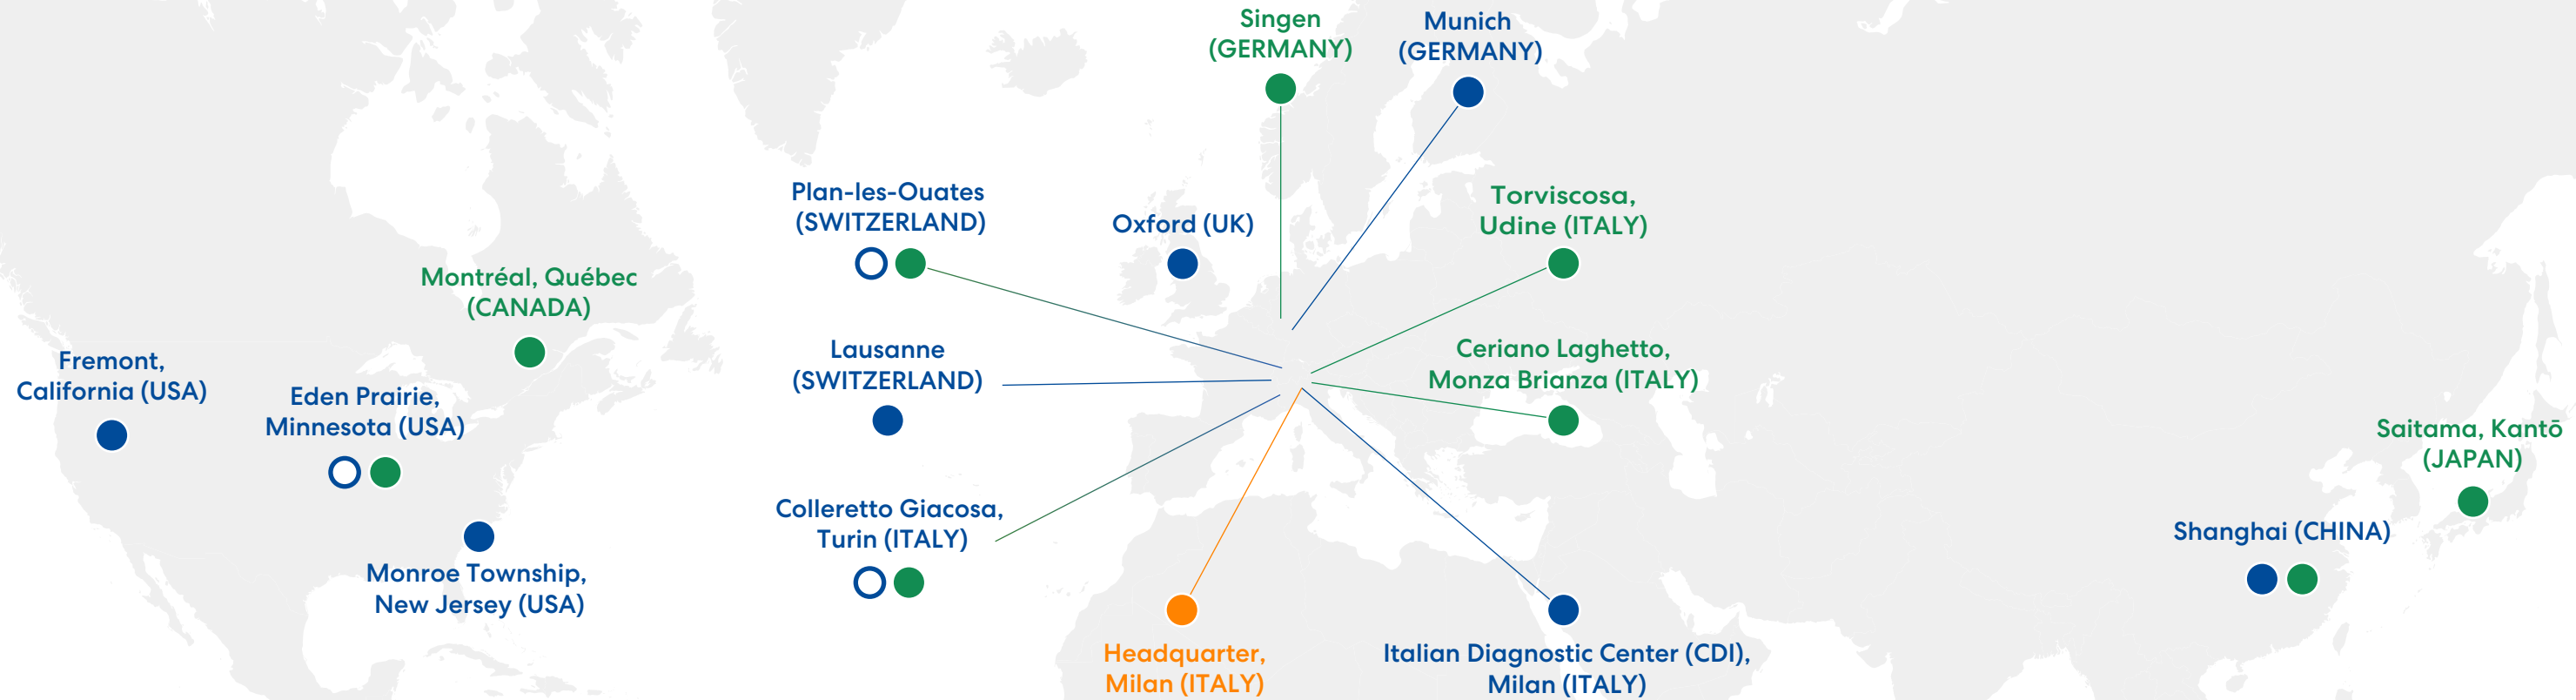 Singen
(GERMANY)
Munich
(GERMANY)
Plan-les-Ouates
(SWITZERLAND)
Oxford (UK)
Torviscosa,
Udine (ITALY)
Montréal, Québec
(CANADA)
Fremont,
California (USA)
Eden Prairie,
Minnesota (USA)
Lausanne
(SWITZERLAND)
Ceriano Laghetto,
Monza Brianza (ITALY)
Saitama, Kantō
(JAPAN)
Colleretto Giacosa,
Turin (ITALY)
Shanghai (CHINA)
Monroe Township,
New Jersey (USA)
Headquarter,
Milan (ITALY)
Italian Diagnostic Center (CDI),
Milan (ITALY)